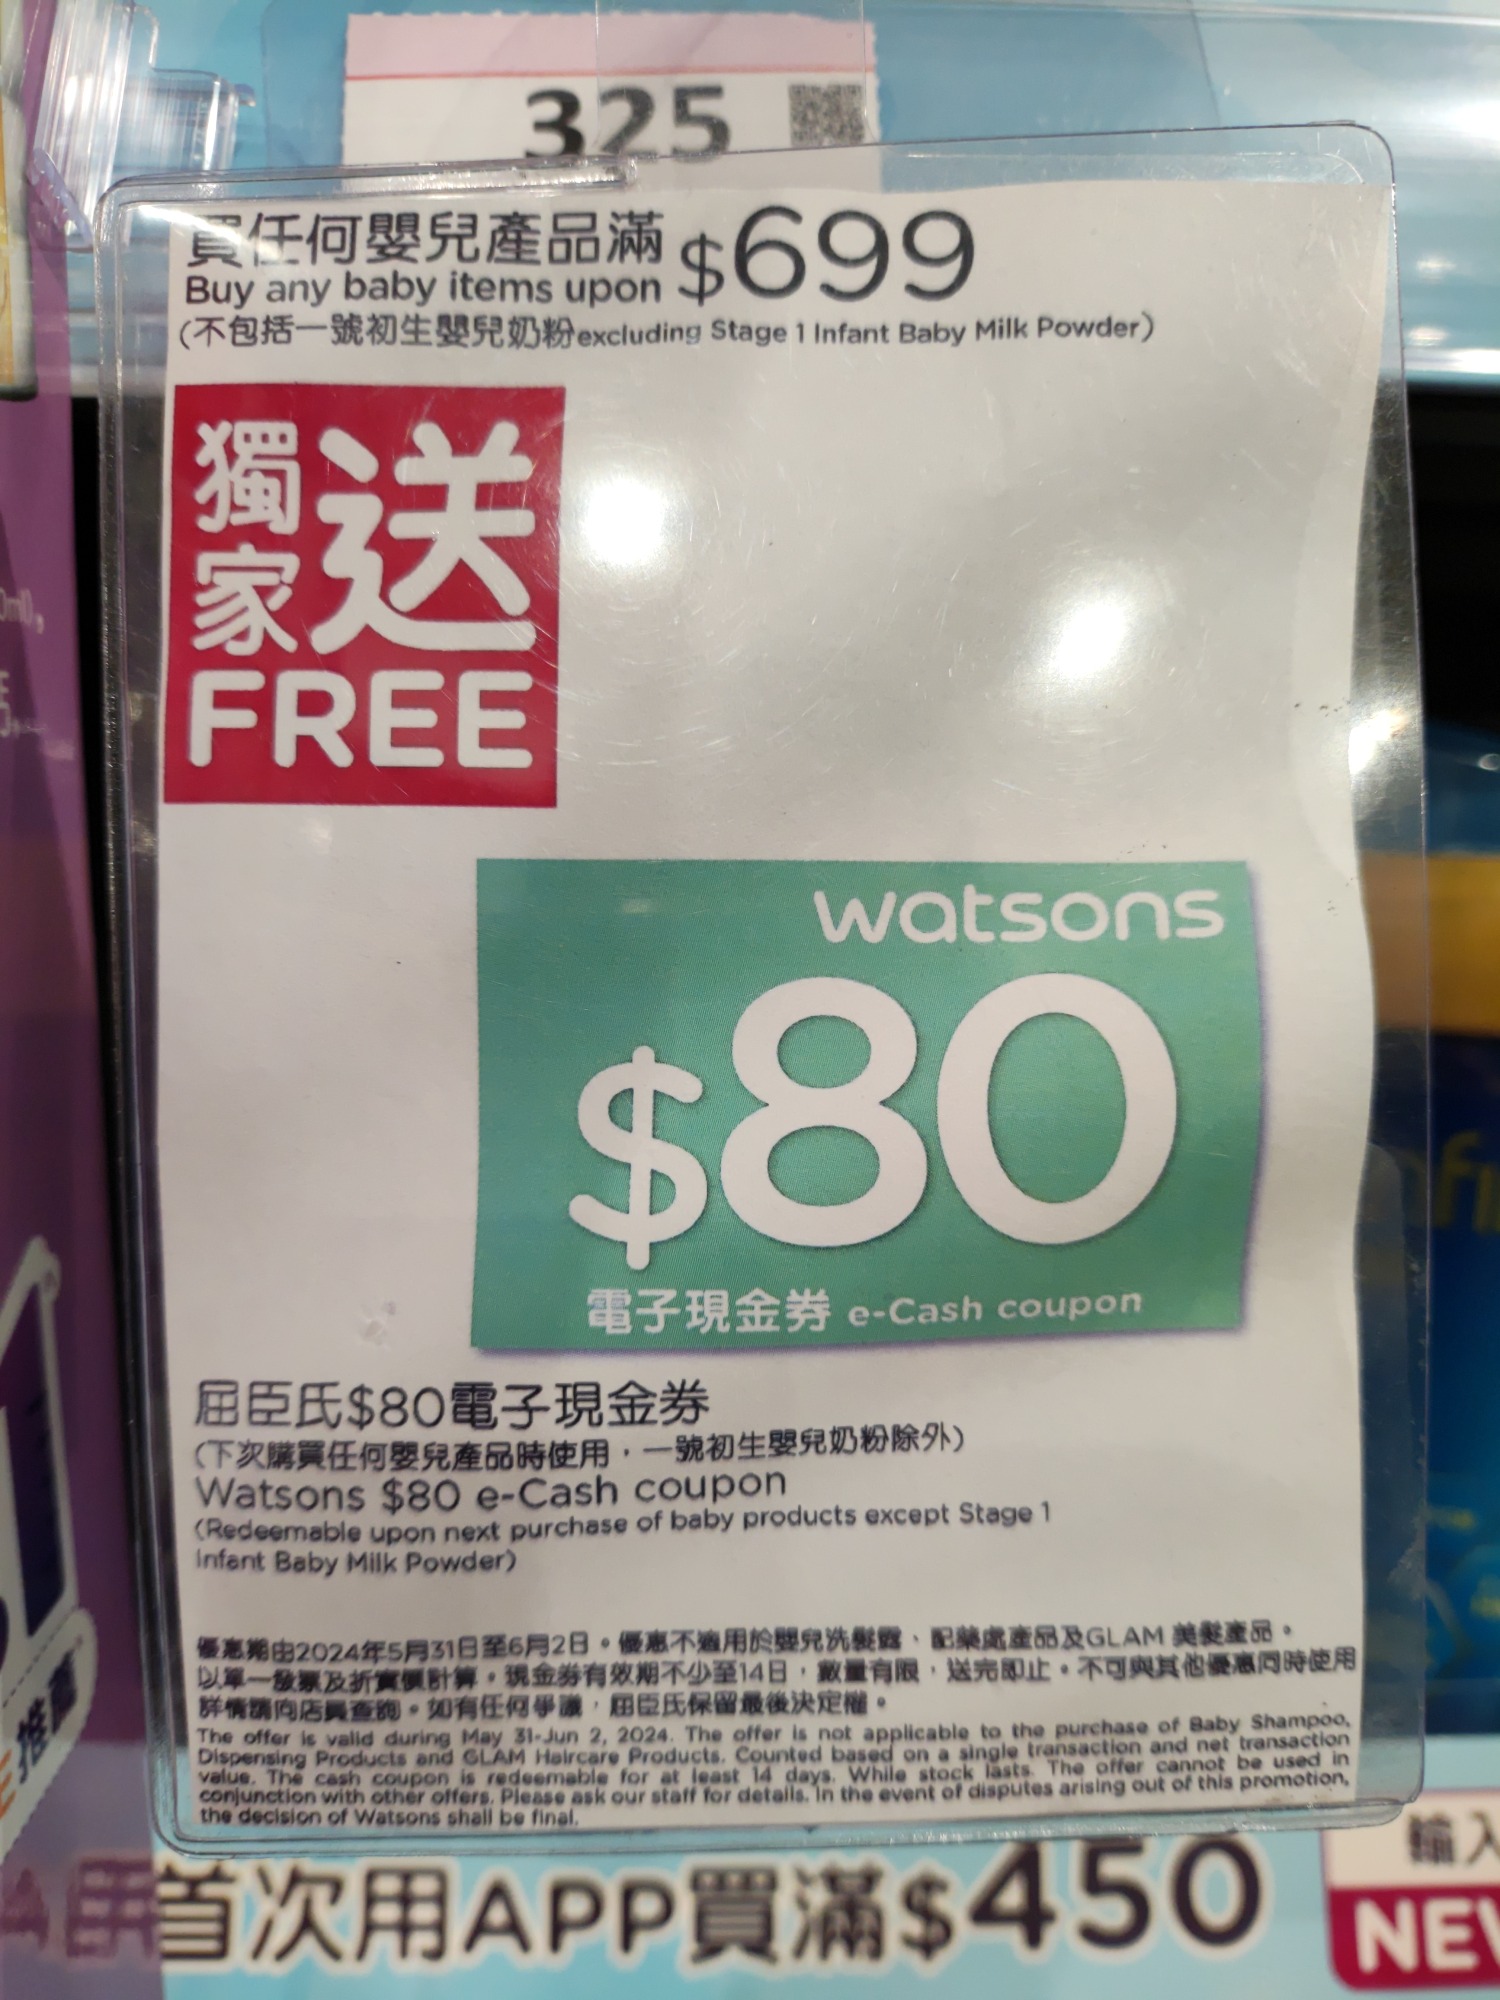 325
買任何嬰兒產品滿 $699
Buy any baby items upon
(不包括一號初生嬰兒奶粉excluding Stage 1 Infant Baby Milk Powder)
獨家送
FREE
watsons
$80
電子現金券 e-Cash coupon
屈臣氏$80電子現金券
(下次購買任何嬰兒產品時使用，一號初生嬰兒奶粉除外)
Watsons $80 e-Cash coupon
(Redeemable upon next purchase of baby products except Stage 1
Infant Baby Milk Powder)
優惠期由2024年5月31日至6月2日。優惠不適用於嬰兒洗髮露、配藥處產品及GLAM 美髮產品。
以單一發票及折實價計算。現金券有效期不少至14日，數量有限，送完即止。不可與其他優惠同時使用
詳情請向店員查詢。如有任何爭議，屈臣氏保留最後決定權。
The offer is valid during May 31-Jun 2, 2024. The offer is not applicable to the purchase of Baby Shampoo,
Dispensing Products and GLAM Haircare Products. Counted based on a single transaction and net transaction
value. The cash coupon is redeemable for at least 14 days. While stock lasts. The offer cannot be used in
conjunction with other offers. Please ask our staff for details. In the event of disputes arising out of this promotion,
the decision of Watsons shall be final.
首次用APP買滿$450
輸入
NEW